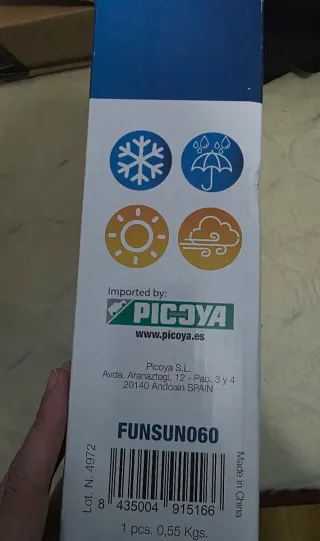 Imported by:
PICOYA
www.picoya.es
Picoya S.L.
Avda. Aranaztegi, 12 - Pab. 3 y 4
20140 Andoain SPAIN
FUNSUN060
Lot. N. 4972
Made in China
8 435004 915166
1 pcs. 0,55 Kgs.